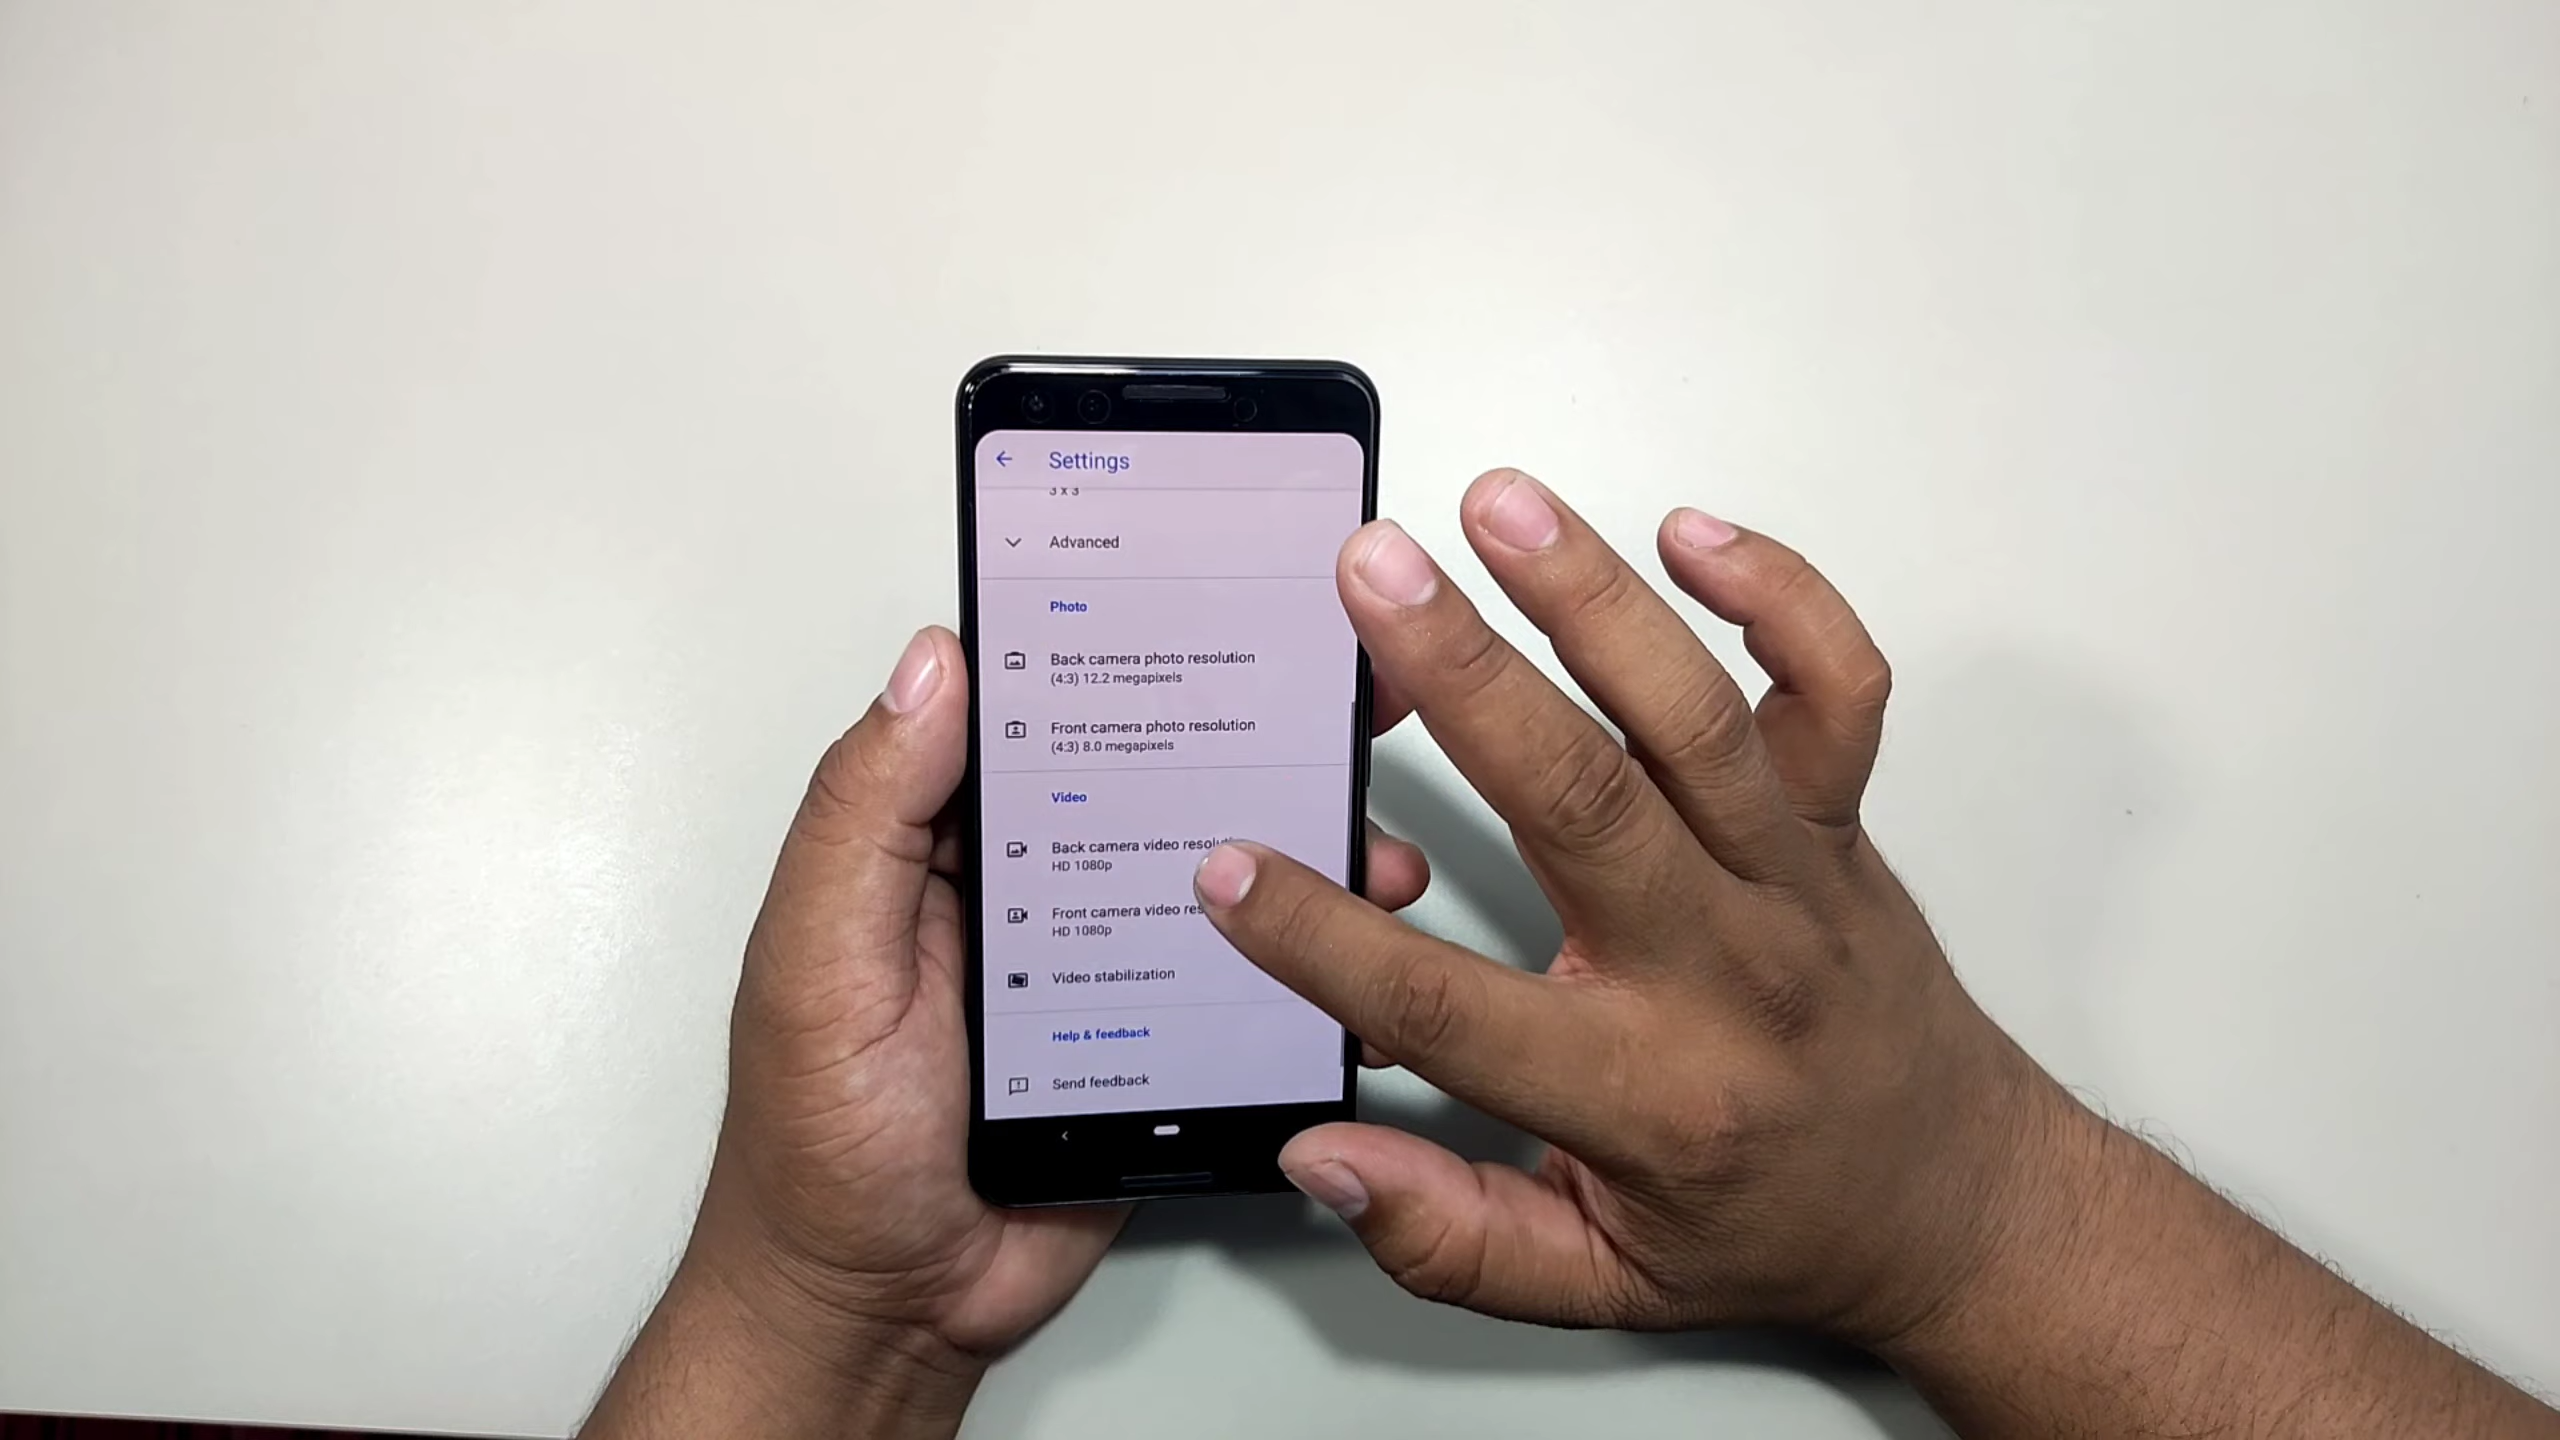 Settings
3 x 3
Advanced
Photo
Back camera photo resolution
(4:3) 12.2 megapixels
Front camera photo resolution
(4:3) 8.0 megapixels
Video
Back camera video
HD 1080p
Front camera video
HD 1080p
Video stabilization
Help & feedback
Send feedback